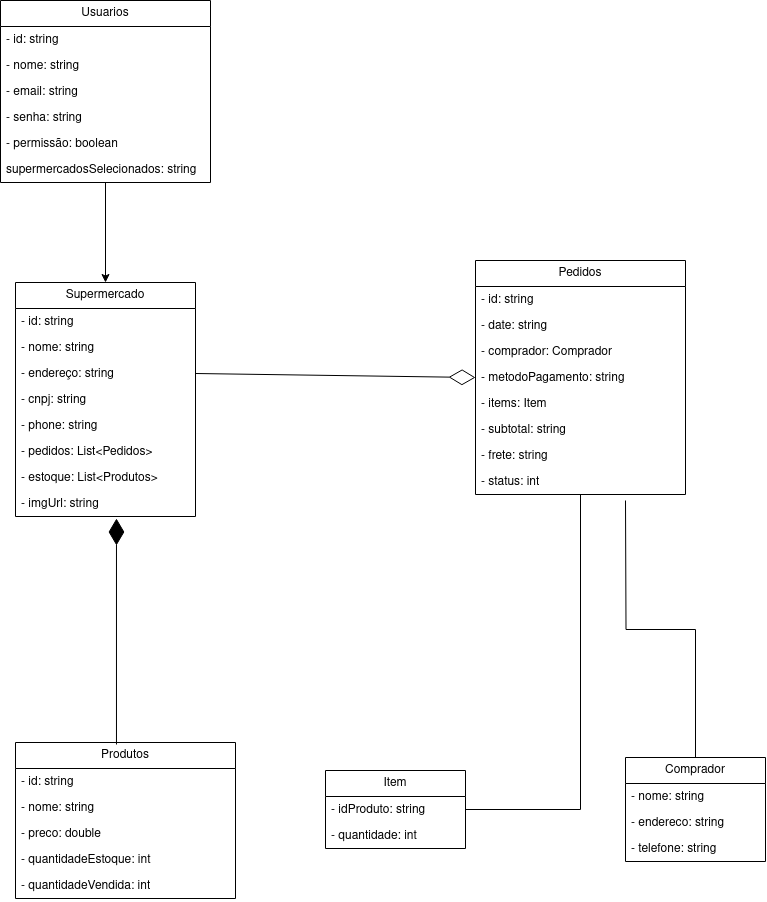 Usuarios
- id: string
- nome: string
- email: string
- senha: string
- permissão: boolean
supermercadosSelecionados: string
Supermercado
- id: string
- nome: string
- endereço: string
- cnpj: string
- phone: string
- pedidos: List<Pedidos>
- estoque: List<Produtos>
- imgUrl: string
Pedidos
- id: string
- date: string
- comprador: Comprador
- metodoPagamento: string
- items: Item
- subtotal: string
- frete: string
- status: int
Produtos
- id: string
- nome: string
- preco: double
- quantidadeEstoque: int
- quantidadeVendida: int
Item
- idProduto: string
- quantidade: int
Comprador
- nome: string
- endereco: string
- telefone: string